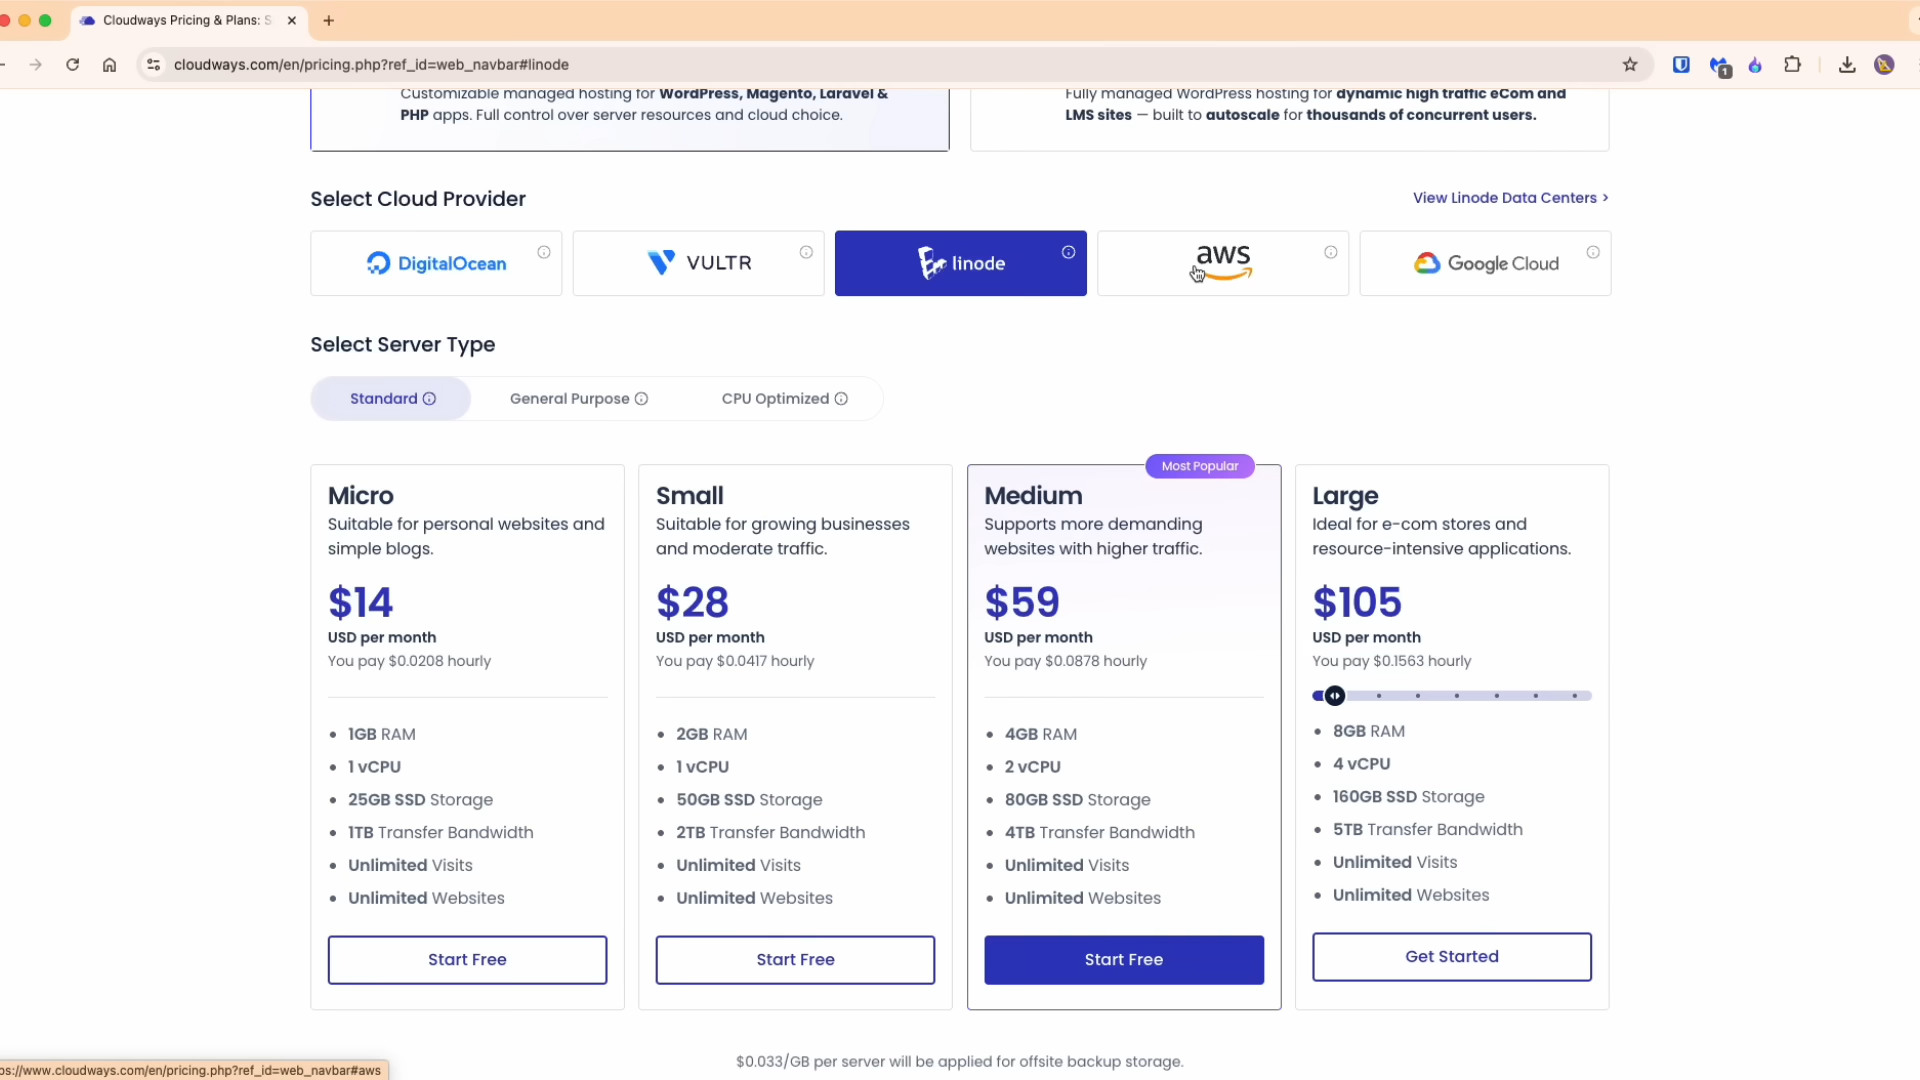 Cloudways Pricing & Plans: S
cloudways.com/en/pricing.php?ref_id=web_navbar#linode
1
Customizable managed hosting for WordPress, Magento, Laravel &
PHP apps. Full control over server resources and cloud choice.
Fully managed WordPress hosting for dynamic high traffic eCom and
LMS sites — built to autoscale for thousands of concurrent users.
Select Cloud Provider
View Linode Data Centers >
DigitalOcean
VULTR
linode
aws
Google Cloud
Select Server Type
Standard
General Purpose
CPU Optimized
Micro
Suitable for personal websites and
simple blogs.
$14
USD per month
You pay $0.0208 hourly
1GB RAM
1 vCPU
25GB SSD Storage
1TB Transfer Bandwidth
Unlimited Visits
Unlimited Websites
Start Free
Small
Suitable for growing businesses
and moderate traffic.
$28
USD per month
You pay $0.0417 hourly
2GB RAM
1 vCPU
50GB SSD Storage
2TB Transfer Bandwidth
Unlimited Visits
Unlimited Websites
Start Free
Most Popular
Medium
Supports more demanding
websites with higher traffic.
$59
USD per month
You pay $0.0878 hourly
4GB RAM
2 vCPU
80GB SSD Storage
4TB Transfer Bandwidth
Unlimited Visits
Unlimited Websites
Start Free
Large
Ideal for e-com stores and
resource-intensive applications.
$105
USD per month
You pay $0.1563 hourly
8GB RAM
4 vCPU
160GB SSD Storage
5TB Transfer Bandwidth
Unlimited Visits
Unlimited Websites
Get Started
$0.033/GB per server will be applied for offsite backup storage.
ps://www.cloudways.com/en/pricing.php?ref_id=web_navbar#aws